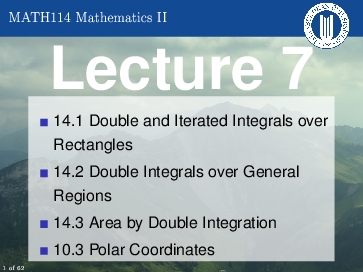 MATH114 Mathematics II
Lecture 7
14.1 Double and Iterated Integrals over
Rectangles
14.2 Double Integrals over General
Regions
14.3 Area by Double Integration
10.3 Polar Coordinates
1 of 62